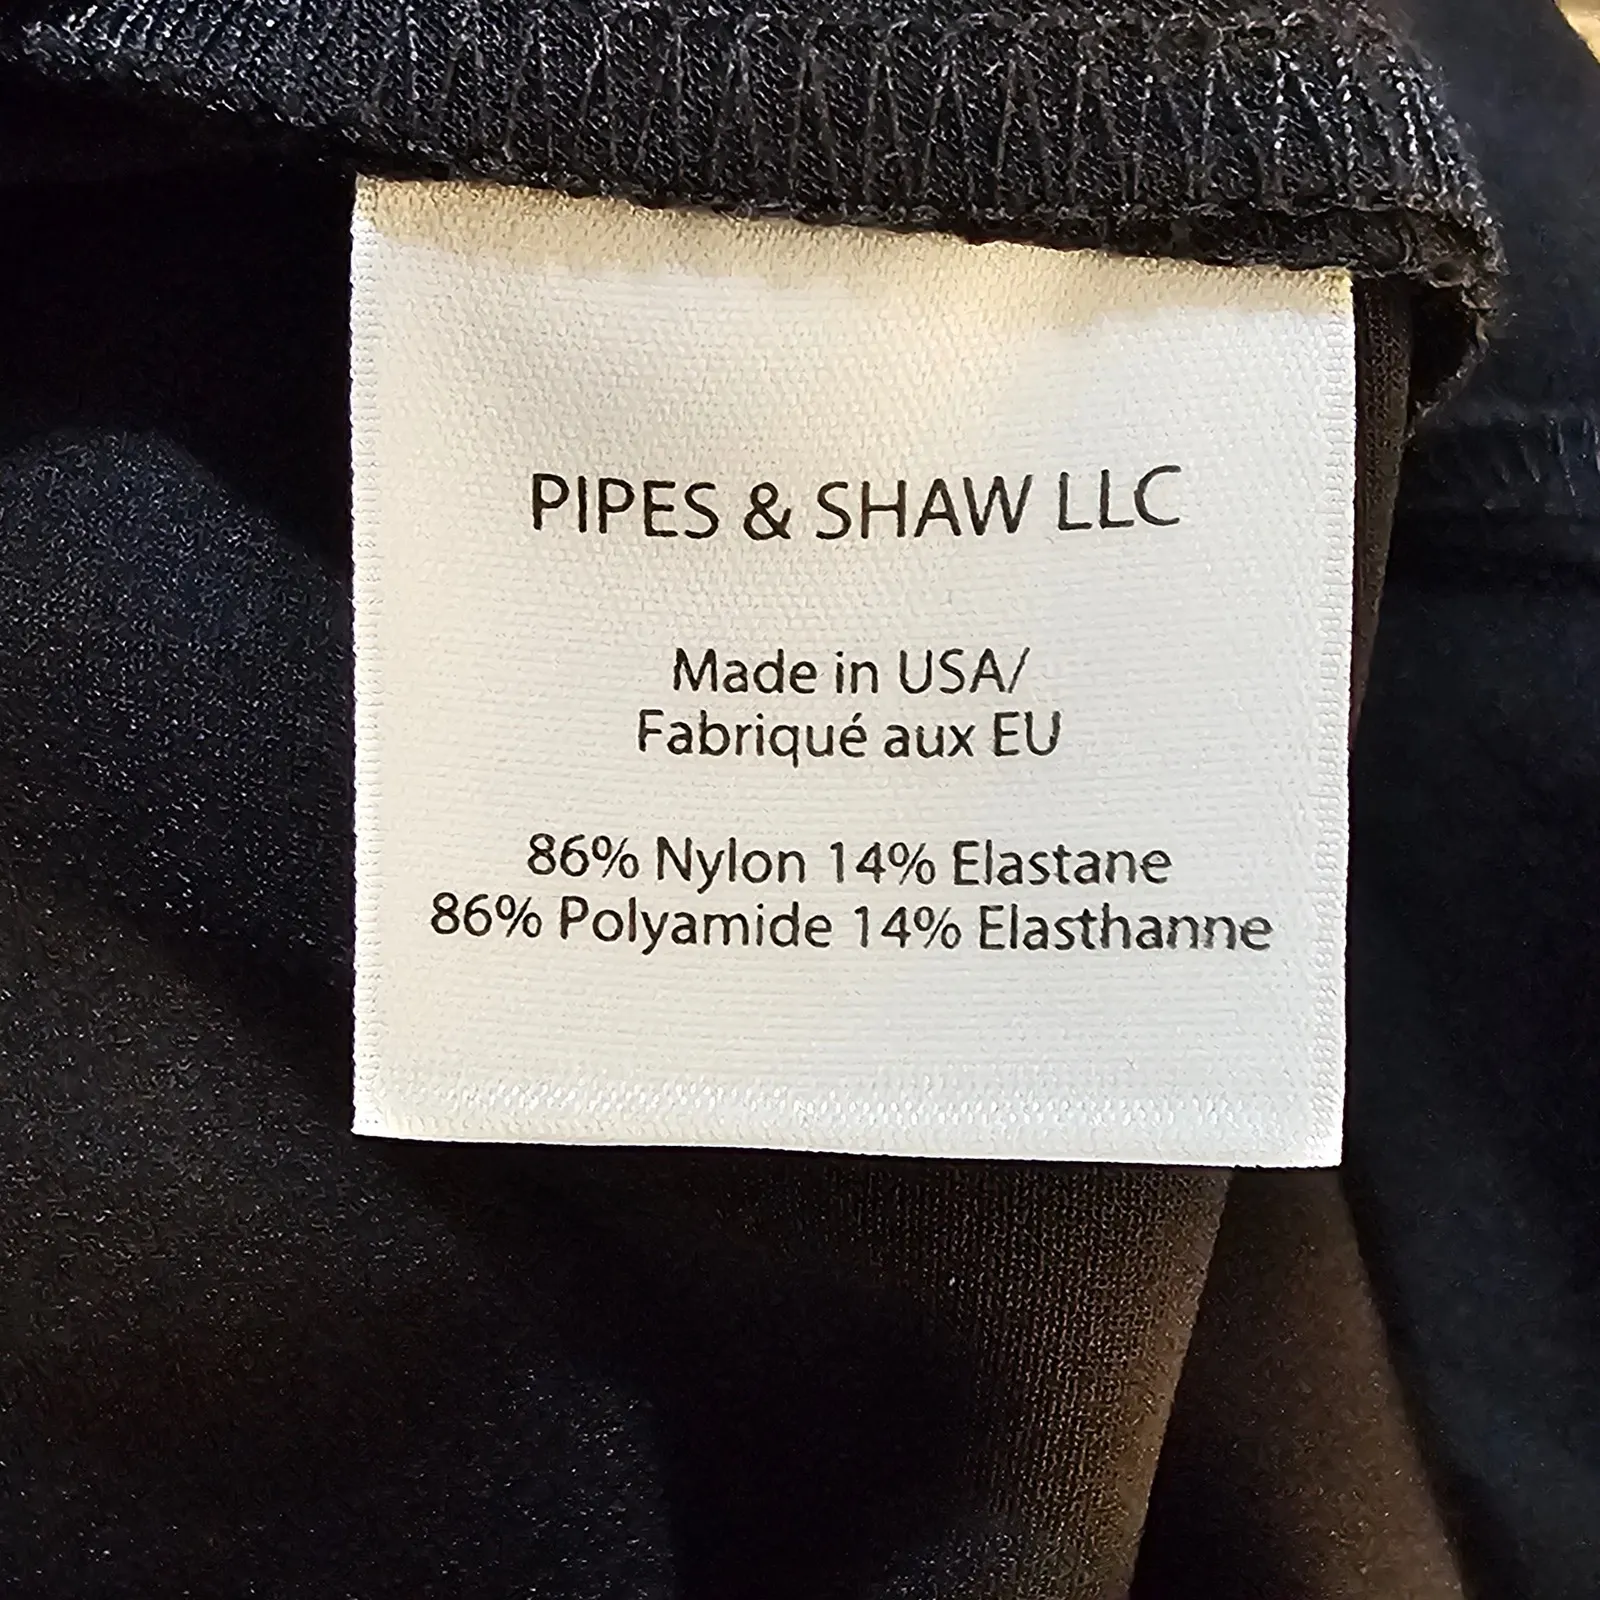 PIPES & SHAW LLC
Made in USA/
Fabriqué aux EU
86% Nylon 14% Elastane
86% Polyamide 14% Elasthanne